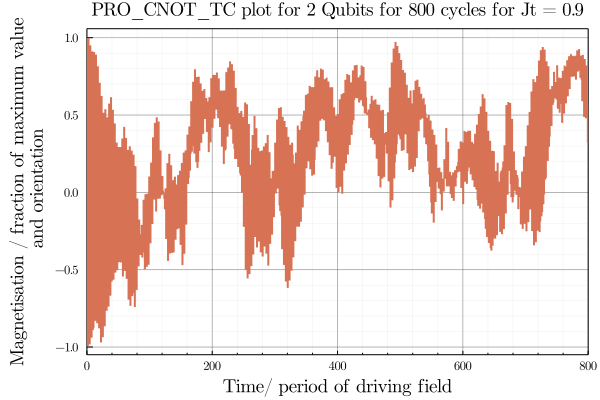 PRO_CNOT_TC plot for 2 Qubits for 800 cycles for Jt = 0.9
Magnetisation / fraction of maximum value
and orientation
1.0
0.5
0.0
−0.5
−1.0
0
200
400
600
800
Time/ period of driving field